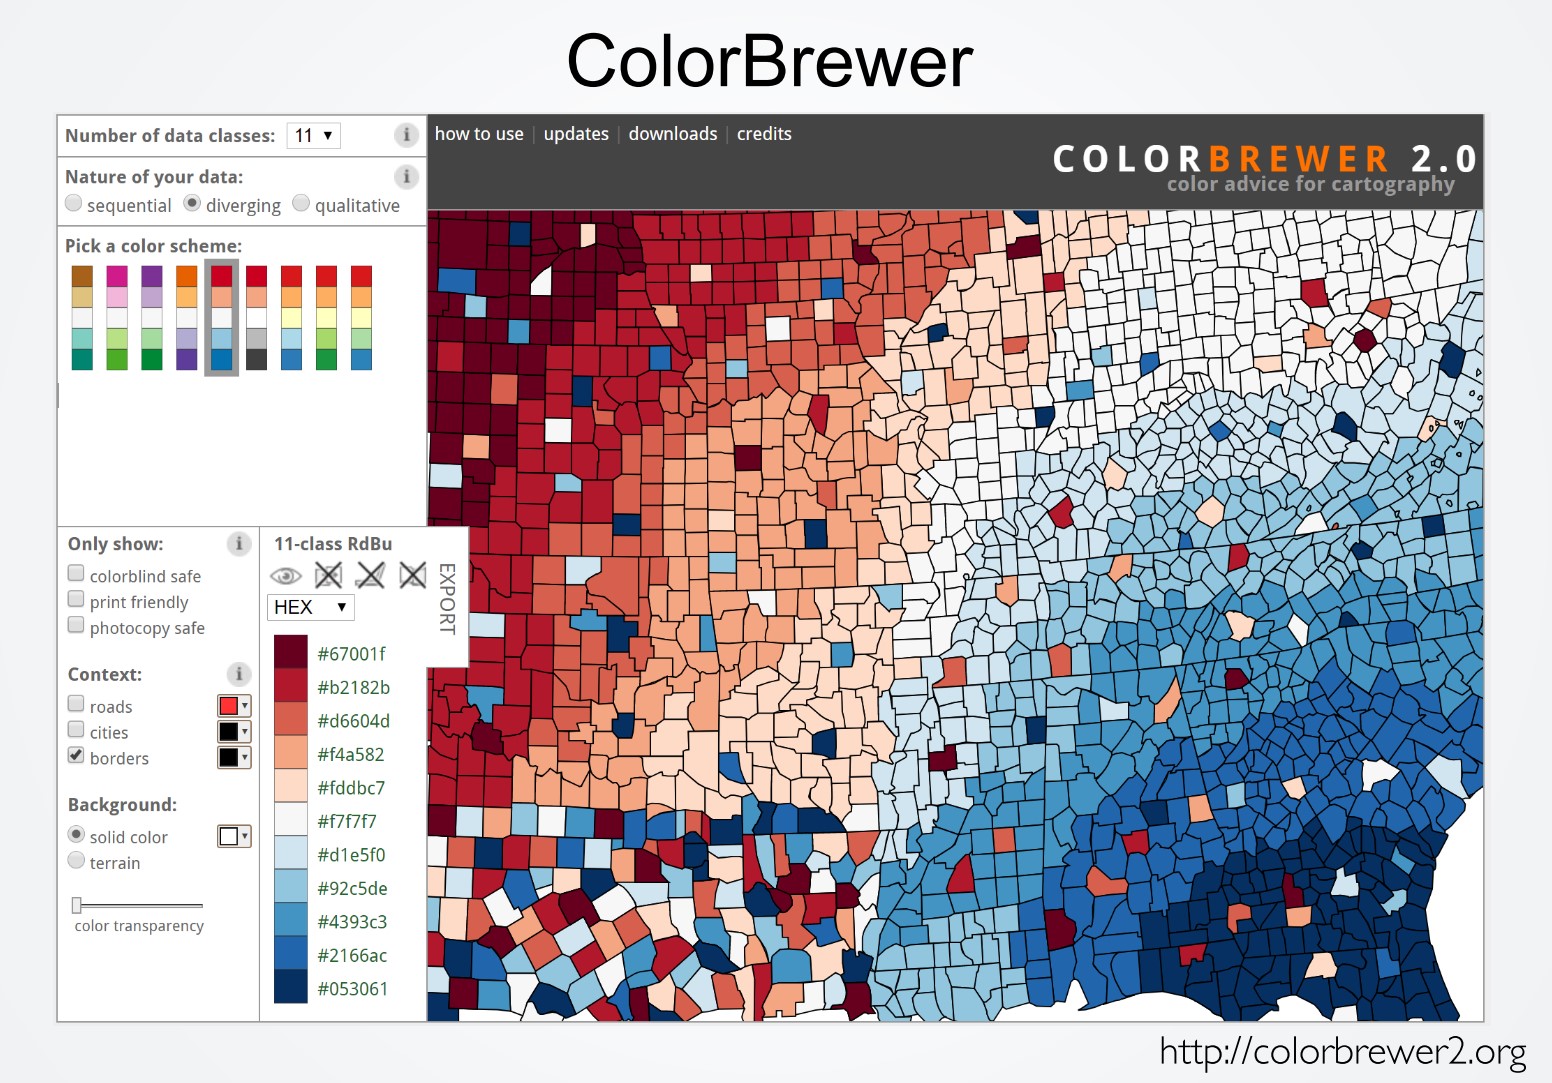 ColorBrewer
Number of data classes: 11
how to use | updates | downloads | credits
COLORBREWER 2.0
color advice for cartography
Nature of your data:
sequential diverging qualitative
Pick a color scheme:
Only show:
colorblind safe
print friendly
photocopy safe
Context:
roads
cities
borders
Background:
solid color
terrain
color transparency
11-class RdBu
HEX
EXPORT
#67001f
#b2182b
#d6604d
#f4a582
#fddbc7
#f7f7f7
#d1e5f0
#92c5de
#4393c3
#2166ac
#053061
http://colorbrewer2.org